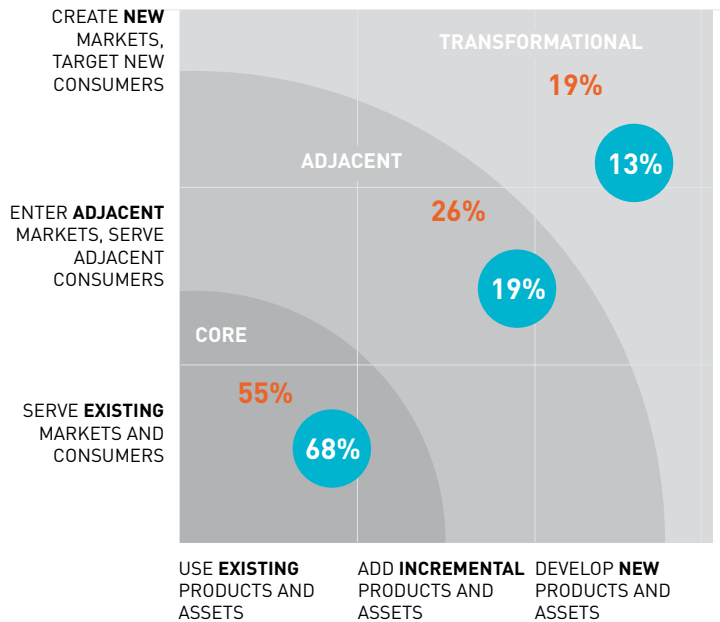 CREATE NEW
MARKETS,
TARGET NEW
CONSUMERS
TRANSFORMATIONAL
19%
13%
ADJACENT
26%
19%
ENTER ADJACENT
MARKETS, SERVE
ADJACENT
CONSUMERS
CORE
55%
68%
SERVE EXISTING
MARKETS AND
CONSUMERS
USE EXISTING
PRODUCTS AND
ASSETS
ADD INCREMENTAL
PRODUCTS AND
ASSETS
DEVELOP NEW
PRODUCTS AND
ASSETS